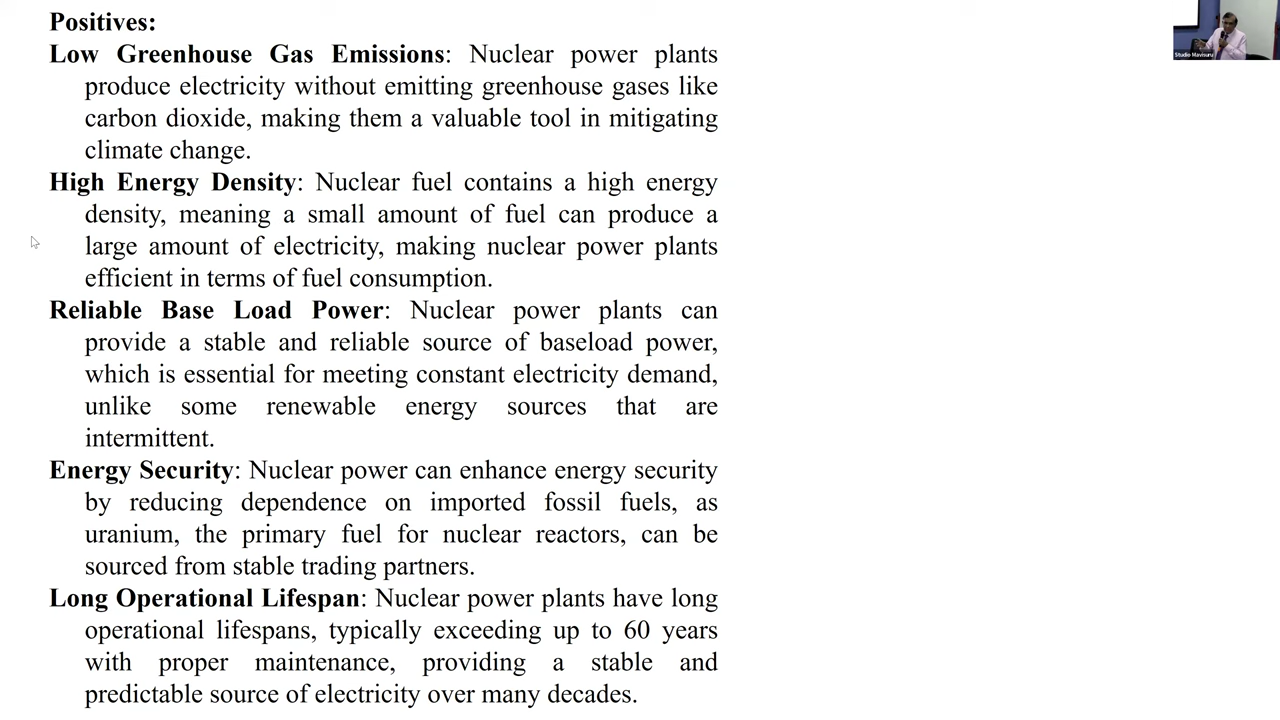 Positives:
Low Greenhouse Gas Emissions: Nuclear power plants
produce electricity without emitting greenhouse gases like
carbon dioxide, making them a valuable tool in mitigating
climate change.
High Energy Density: Nuclear fuel contains a high energy
density, meaning a small amount of fuel can produce a
large amount of electricity, making nuclear power plants
efficient in terms of fuel consumption.
Reliable Base Load Power: Nuclear power plants can
provide a stable and reliable source of baseload power,
which is essential for meeting constant electricity demand,
unlike some renewable energy sources that are
intermittent.
Energy Security: Nuclear power can enhance energy security
by reducing dependence on imported fossil fuels, as
uranium, the primary fuel for nuclear reactors, can be
sourced from stable trading partners.
Long Operational Lifespan: Nuclear power plants have long
operational lifespans, typically exceeding up to 60 years
with proper maintenance, providing a stable and
predictable source of electricity over many decades.
Studio Mavisuru